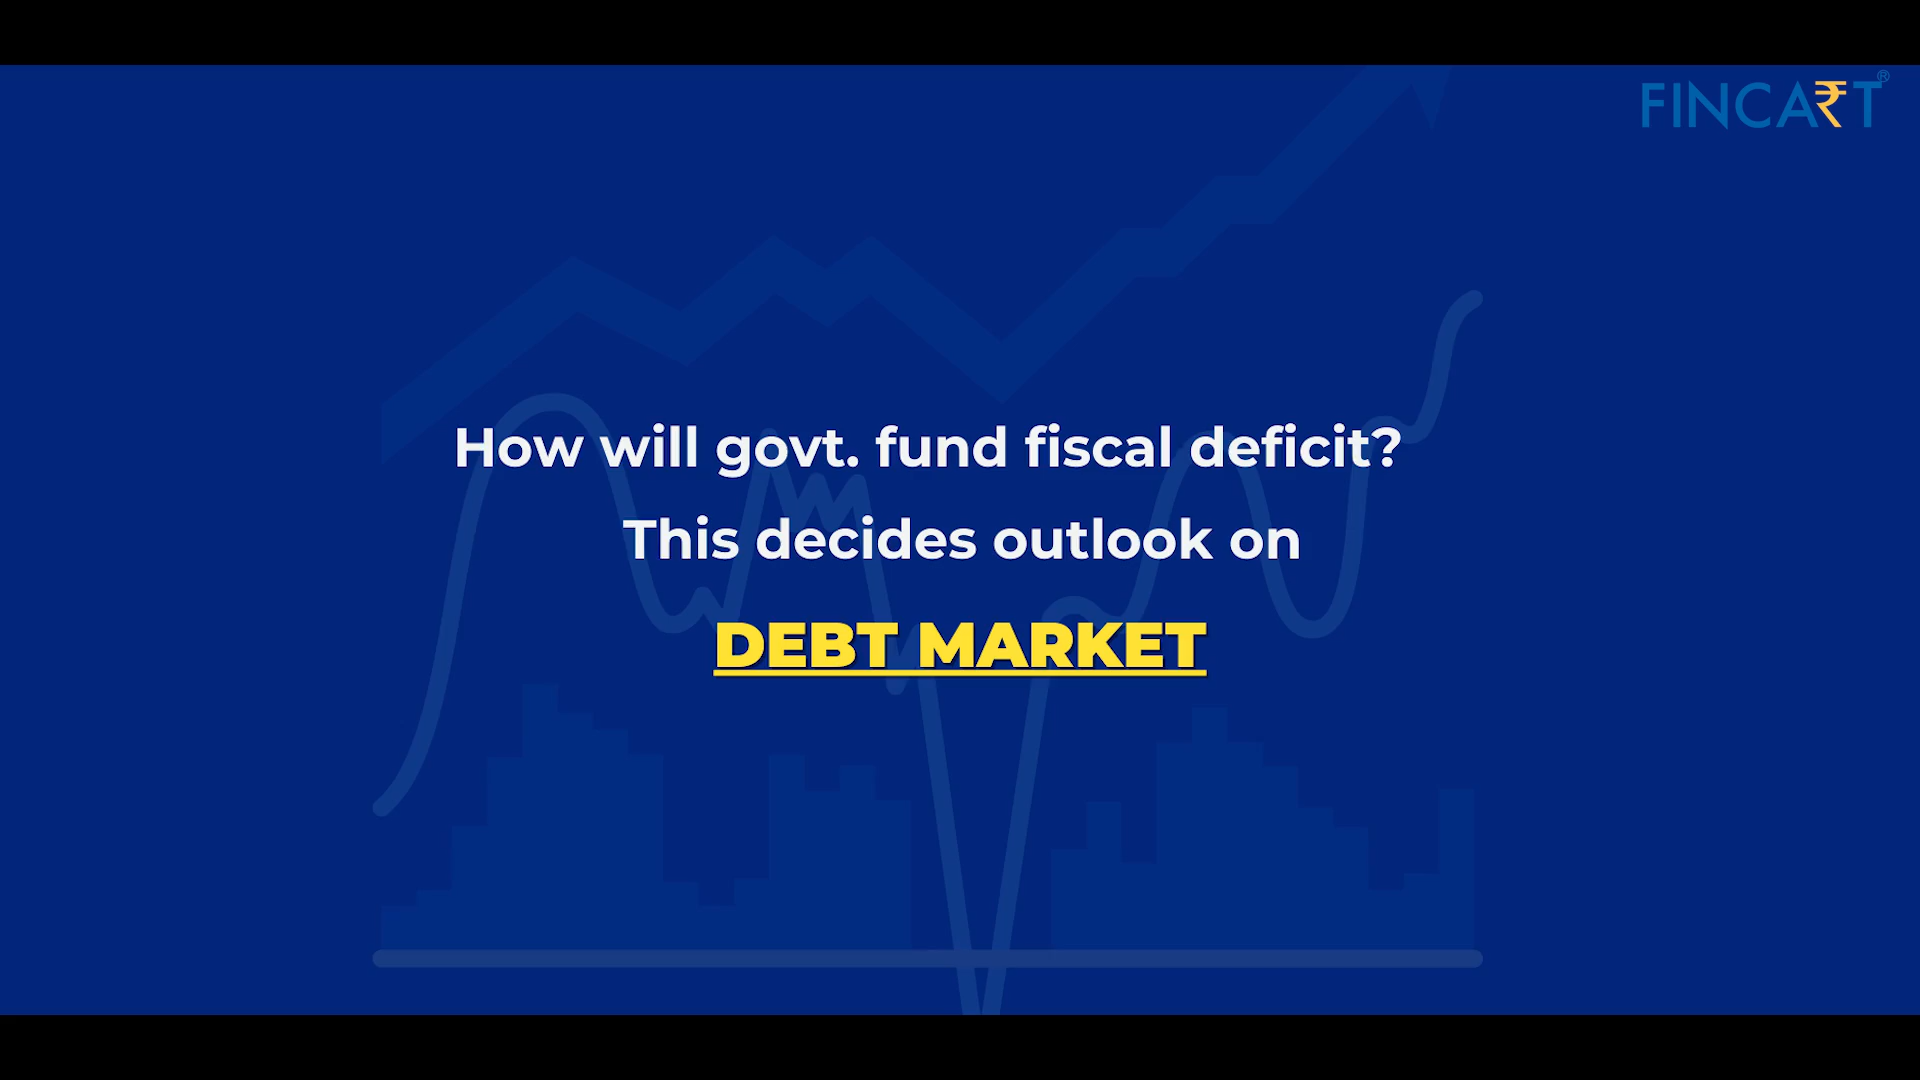 FINCA₹T®
How will govt. fund fiscal deficit?
This decides outlook on
DEBT MARKET